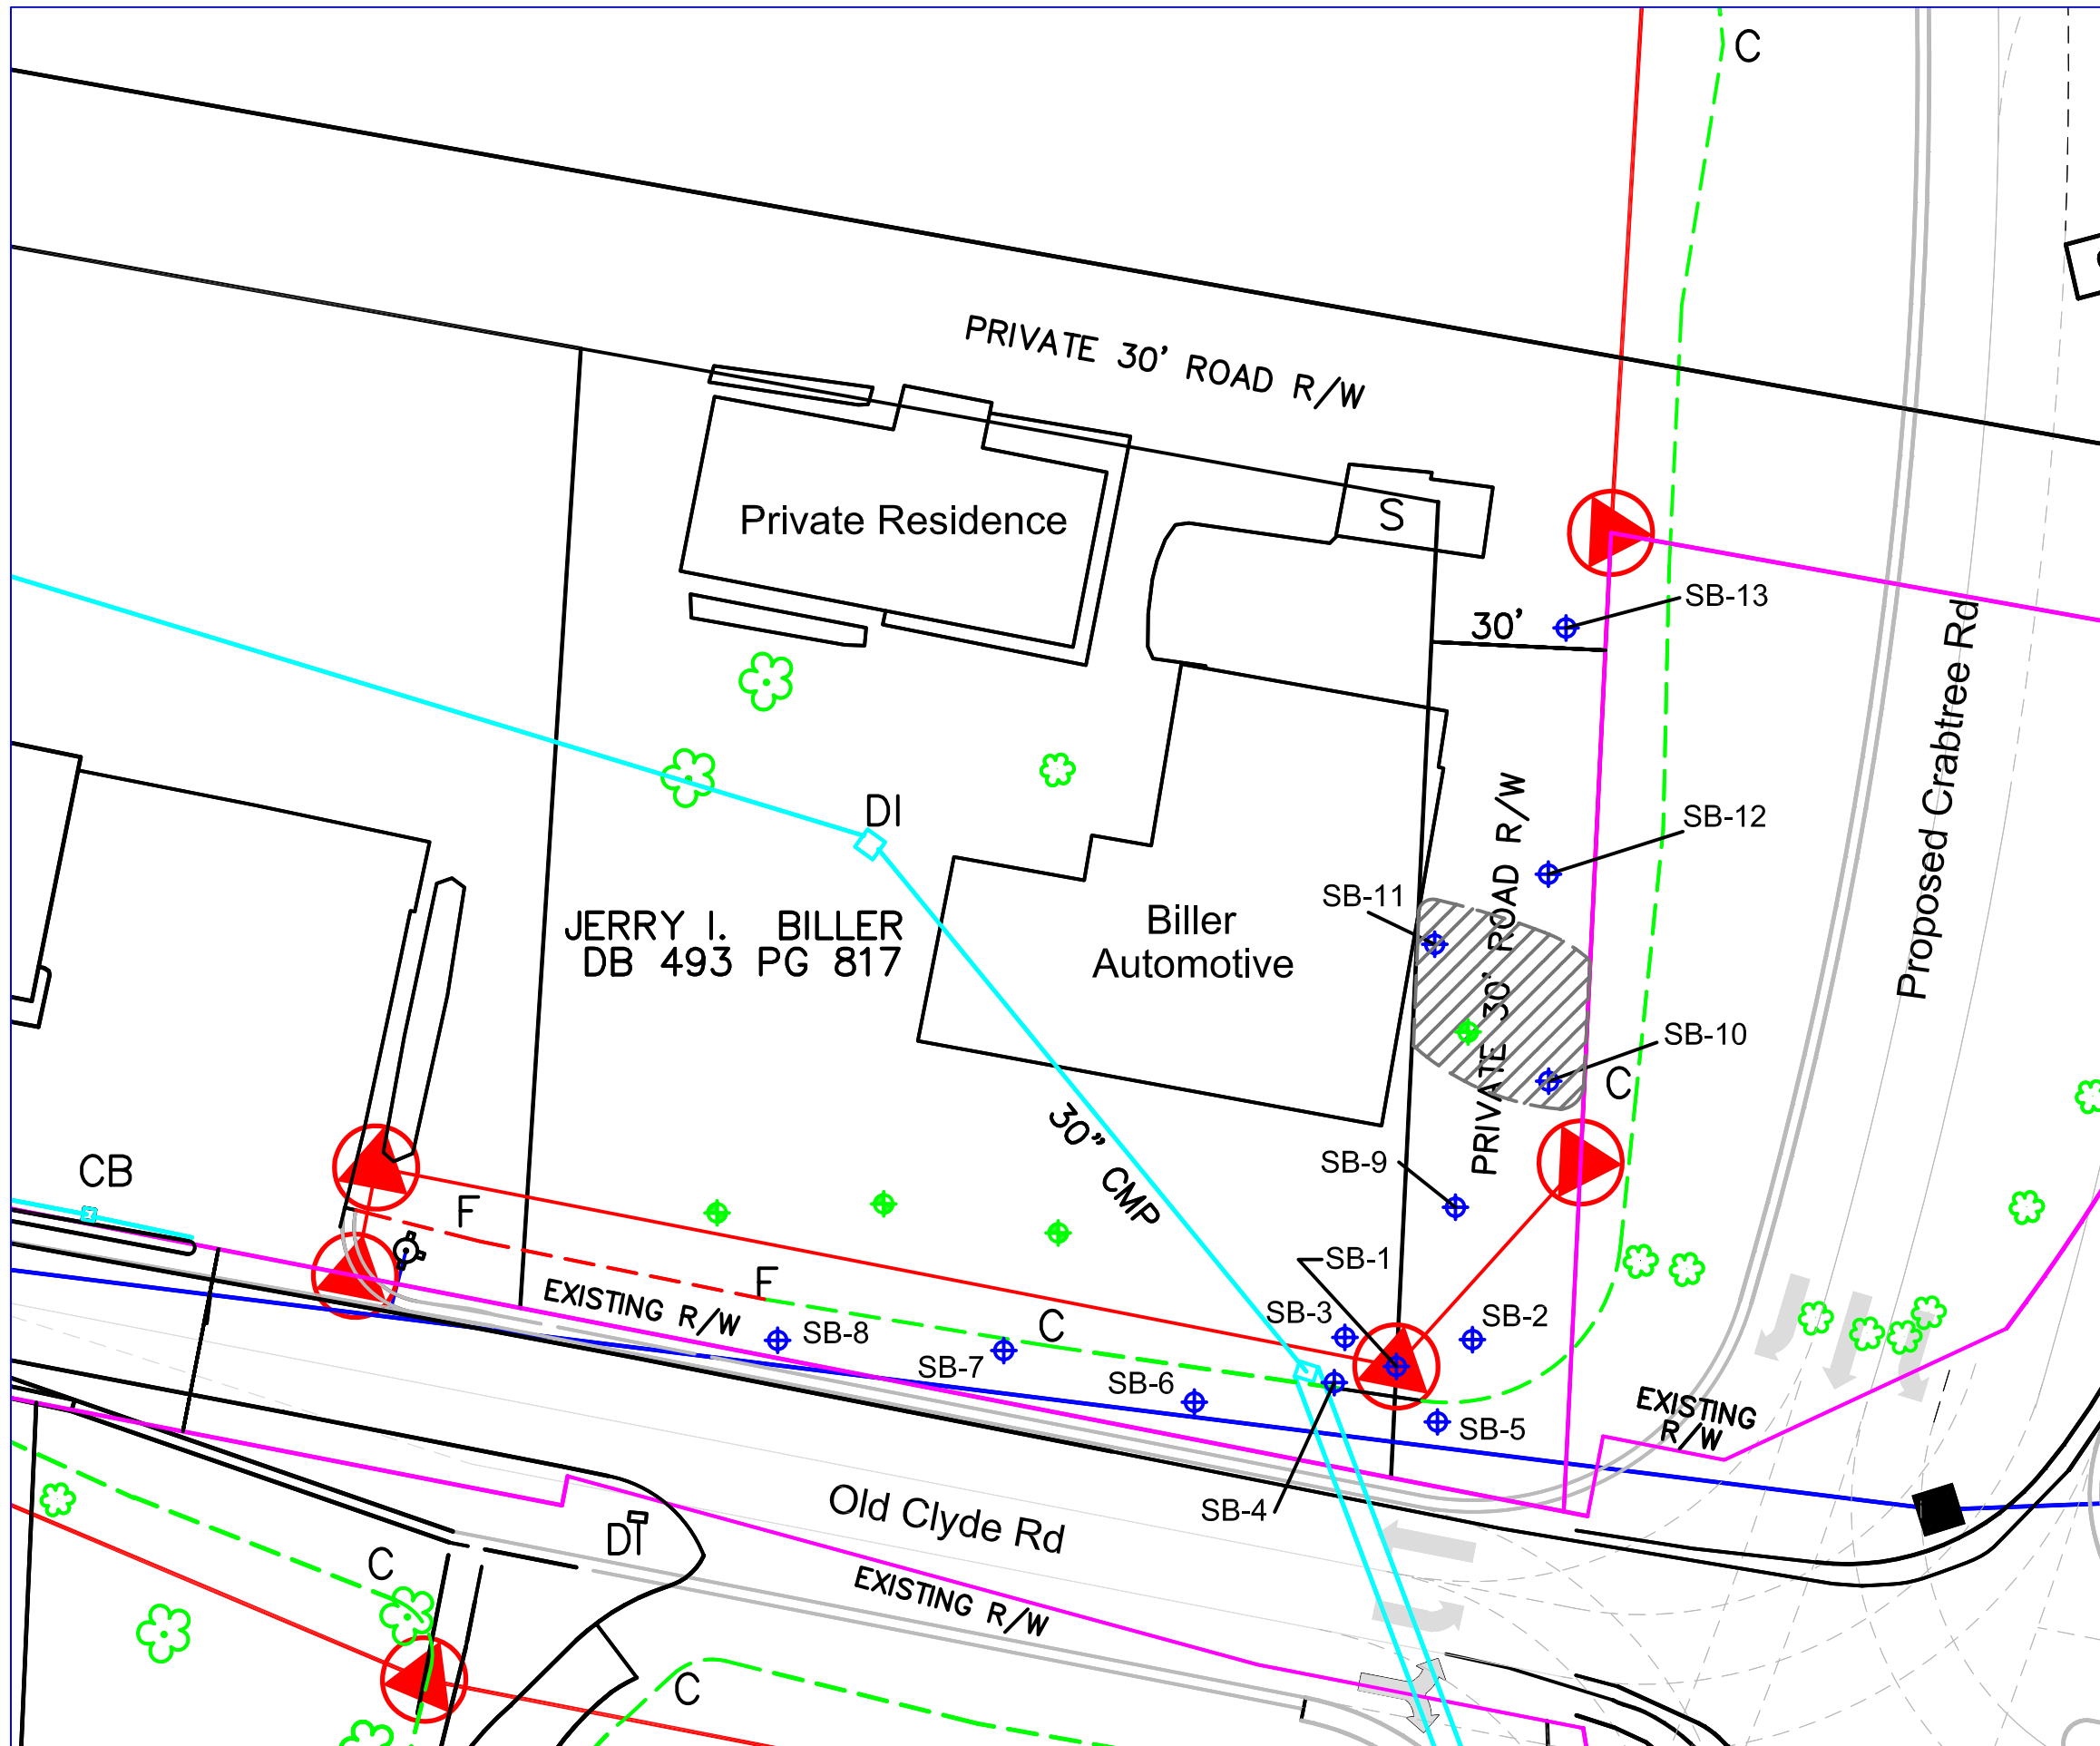 C
PRIVATE 30' ROAD R/W
Private Residence
S
SB-13
30'
Proposed Crabtree Rd
DI
SB-12
PRIVATE 30' ROAD R/W
SB-11
JERRY I. BILLER
DB 493 PG 817
Biller
Automotive
SB-10
C
30" CMP
CB
SB-9
F
F
SB-1
EXISTING R/W
SB-8
C
SB-3
SB-2
SB-7
SB-6
SB-5
EXISTING
R/W
SB-4
Old Clyde Rd
DI
C
EXISTING R/W
C